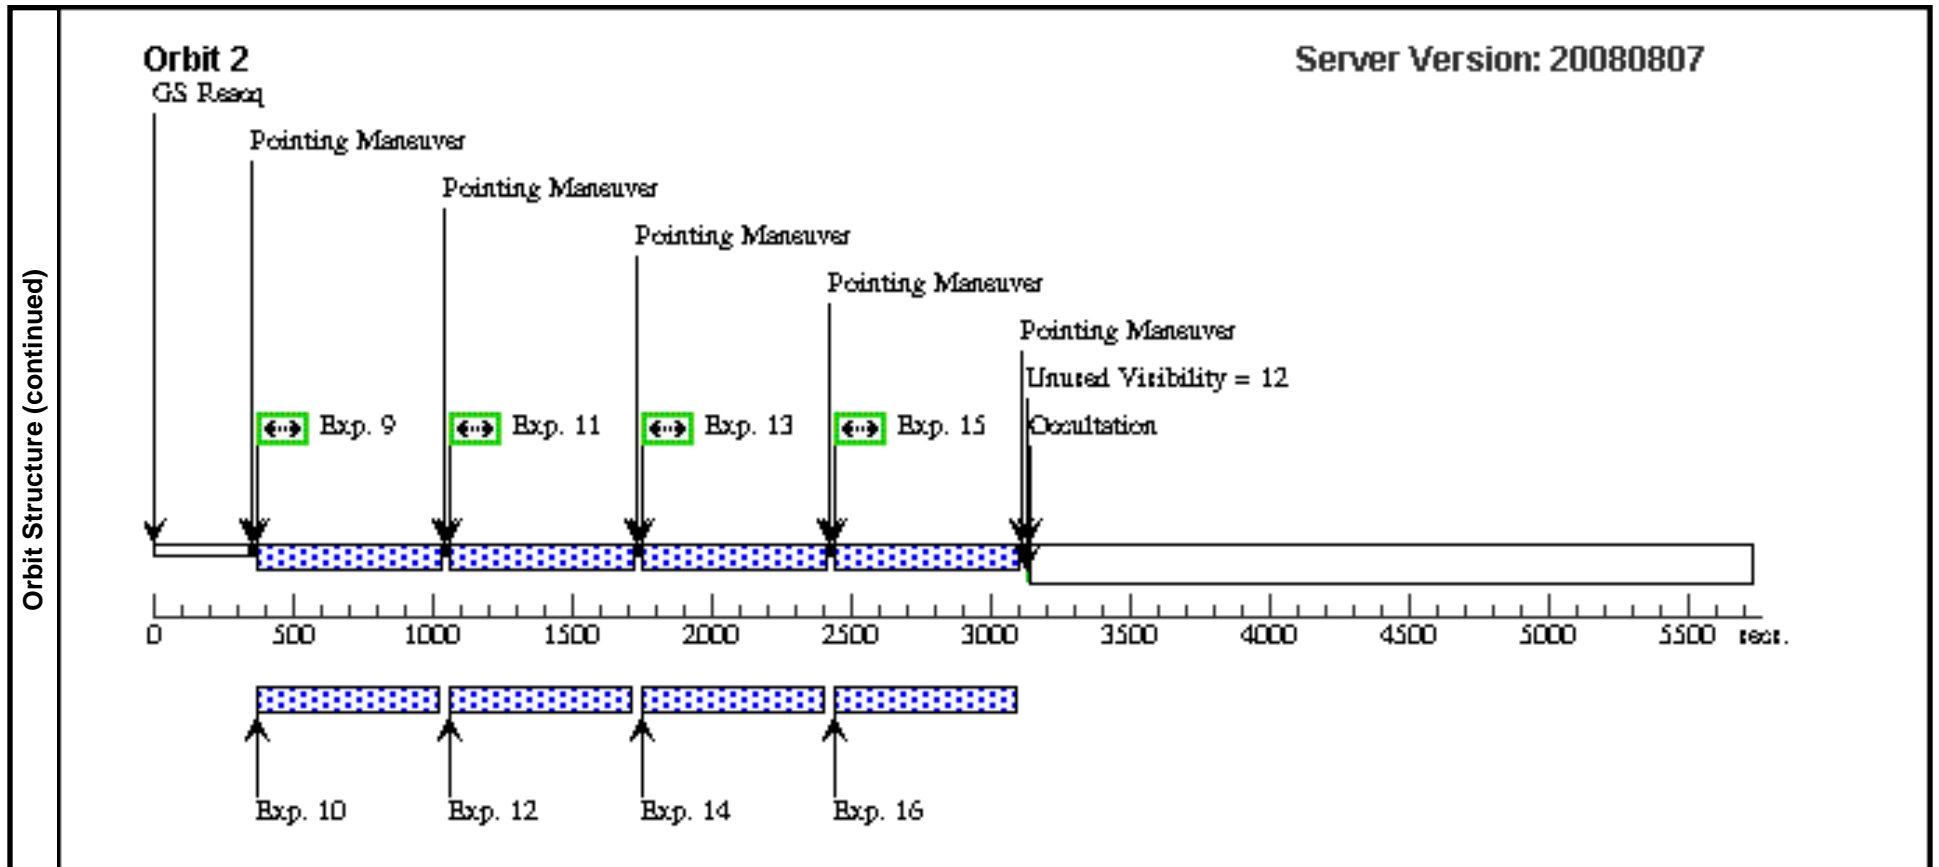 Orbit Structure (continued)
Orbit 2
Server Version: 20080807
GS Reacq
Pointing Maneuver
Pointing Maneuver
Pointing Maneuver
Pointing Maneuver
Pointing Maneuver
Unused Visibility = 12
Exp. 9
Exp. 11
Exp. 13
Exp. 15
Occultation
0 500 1000 1500 2000 2500 3000 3500 4000 4500 5000 5500 secs.
Exp. 10
Exp. 12
Exp. 14
Exp. 16